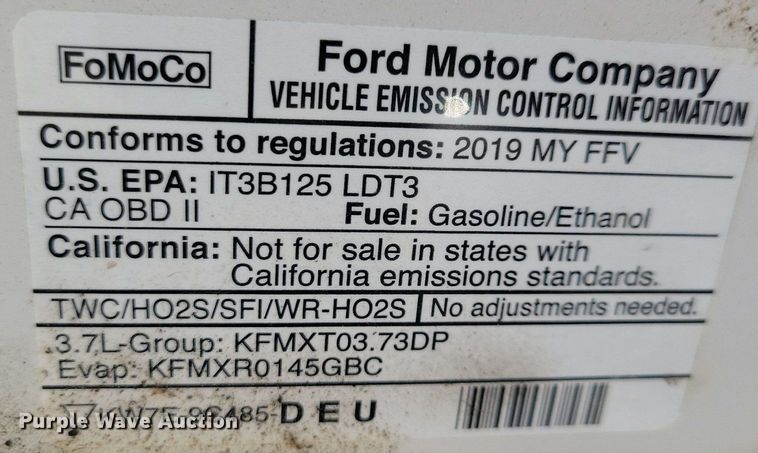 FoMoCo
Ford Motor Company
VEHICLE EMISSION CONTROL INFORMATION
Conforms to regulations: 2019 MY FFV
U.S. EPA: IT3B125 LDT3
CA OBD II Fuel: Gasoline/Ethanol
California: Not for sale in states with
California emissions standards.
TWC/HO2S/SFI/WR-HO2S No adjustments needed.
3.7L-Group: KFMXT03.73DP
Evap: KFMXR0145GBC
9C485-DEU
Purple Wave Auction